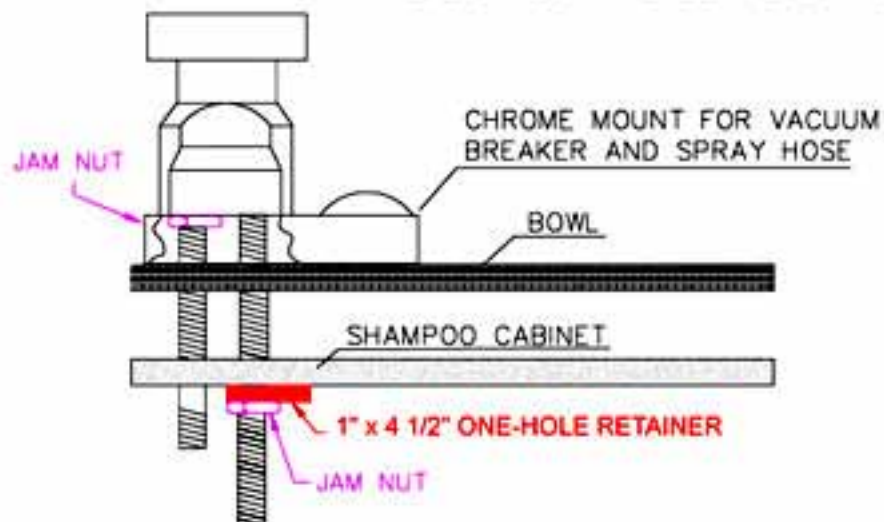 CHROME MOUNT FOR VACUUM
BREAKER AND SPRAY HOSE
JAM NUT
BOWL
SHAMPOO CABINET
1" x 4 1/2" ONE-HOLE RETAINER
JAM NUT